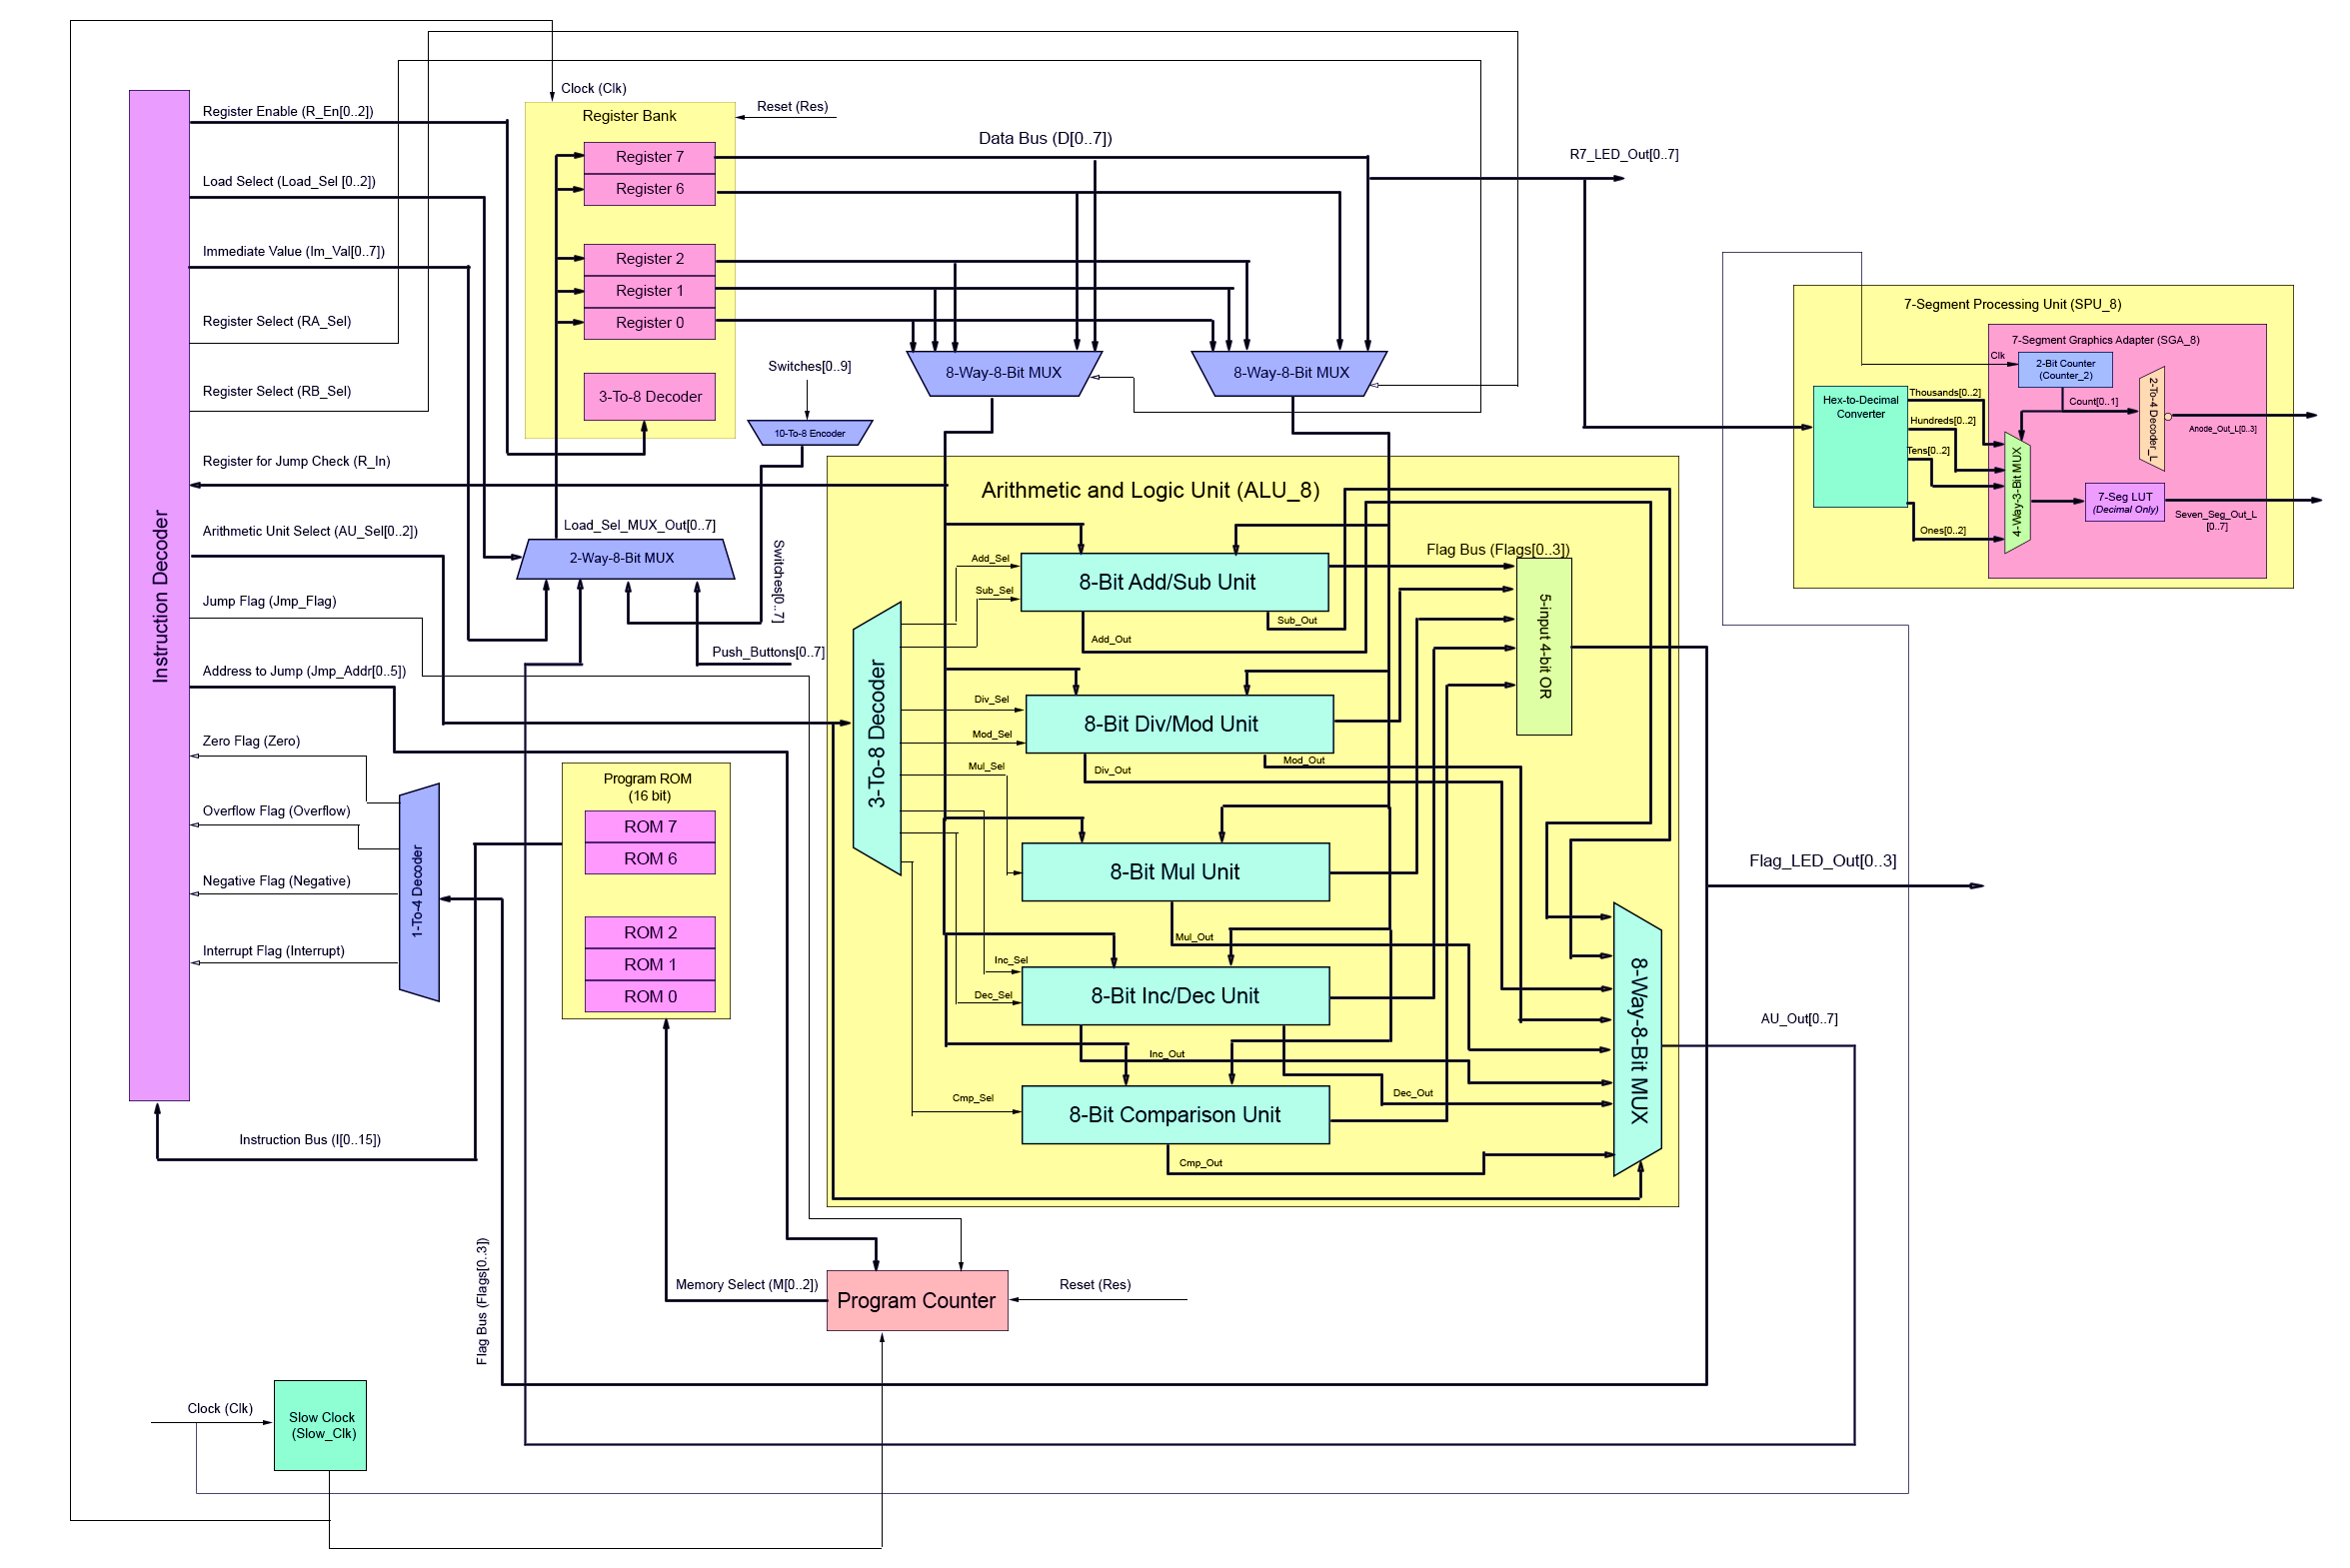 Clock (Clk)
Register Enable (R_En[0..2])
Register Bank
Reset (Res)
Data Bus (D[0..7])
R7_LED_Out[0..7]
Register 7
Load Select (Load_Sel [0..2])
Register 6
Immediate Value (Im_Val[0..7])
Register 2
Register 1
Register Select (RA_Sel)
Register 0
Switches[0..9]
8-Way-8-Bit MUX
8-Way-8-Bit MUX
Register Select (RB_Sel)
3-To-8 Decoder
10-To-8 Encoder
7-Segment Processing Unit (SPU_8)
7-Segment Graphics Adapter (SGA_8)
Clk
2-Bit Counter
(Counter_2)
Hex-to-Decimal
Converter
Thousands[0..2]
Count[0..1]
2-To-4 Decoder_L
Hundreds[0..2]
Anode_Out_L[0..3]
Tens[0..2]
4-Way-3-Bit MUX
7-Seg LUT
(Decimal Only)
Seven_Seg_Out_L
[0..7]
Ones[0..2]
Register for Jump Check (R_In)
Arithmetic and Logic Unit (ALU_8)
Instruction Decoder
Arithmetic Unit Select (AU_Sel[0..2])
Load_Sel_MUX_Out[0..7]
2-Way-8-Bit MUX
Switches[0..7]
Push_Buttons[0..7]
Flag Bus (Flags[0..3])
Add_Sel
8-Bit Add/Sub Unit
Sub_Sel
5-input 4-bit OR
Sub_Out
Add_Out
Jump Flag (Jmp_Flag)
Address to Jump (Jmp_Addr[0..5])
3-To-8 Decoder
Div_Sel
8-Bit Div/Mod Unit
Mod_Sel
Mod_Out
Div_Out
Mul_Sel
Zero Flag (Zero)
Overflow Flag (Overflow)
Negative Flag (Negative)
Interrupt Flag (Interrupt)
1-To-4 Decoder
Program ROM
(16 bit)
ROM 7
ROM 6
ROM 2
ROM 1
ROM 0
8-Bit Mul Unit
Flag_LED_Out[0..3]
Mul_Out
Inc_Sel
8-Bit Inc/Dec Unit
Dec_Sel
8-Way-8-Bit MUX
AU_Out[0..7]
Inc_Out
Dec_Out
Cmp_Sel
8-Bit Comparison Unit
Cmp_Out
Instruction Bus (I[0..15])
Flag Bus (Flags[0..3])
Memory Select (M[0..2])
Program Counter
Reset (Res)
Clock (Clk)
Slow Clock
(Slow_Clk)